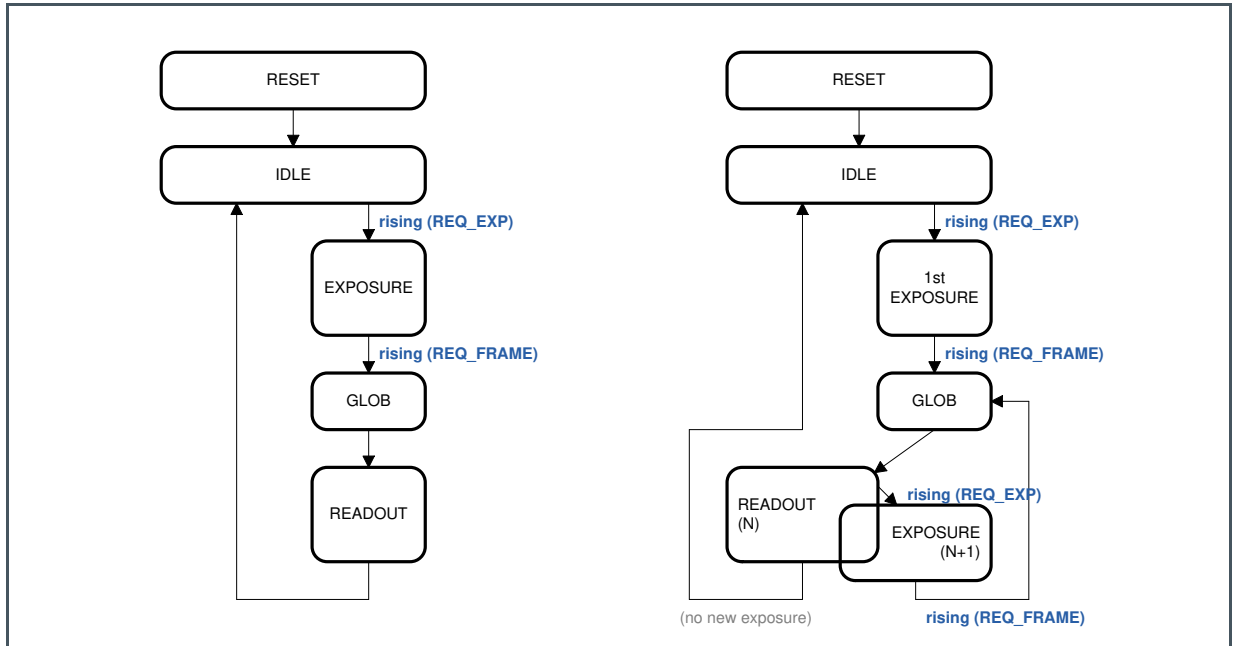 RESET
IDLE
rising (REQ_EXP)
EXPOSURE
rising (REQ_FRAME)
GLOB
READOUT
RESET
IDLE
rising (REQ_EXP)
1st
EXPOSURE
rising (REQ_FRAME)
GLOB
READOUT
(N)
rising (REQ_EXP)
EXPOSURE
(N+1)
(no new exposure)
rising (REQ_FRAME)